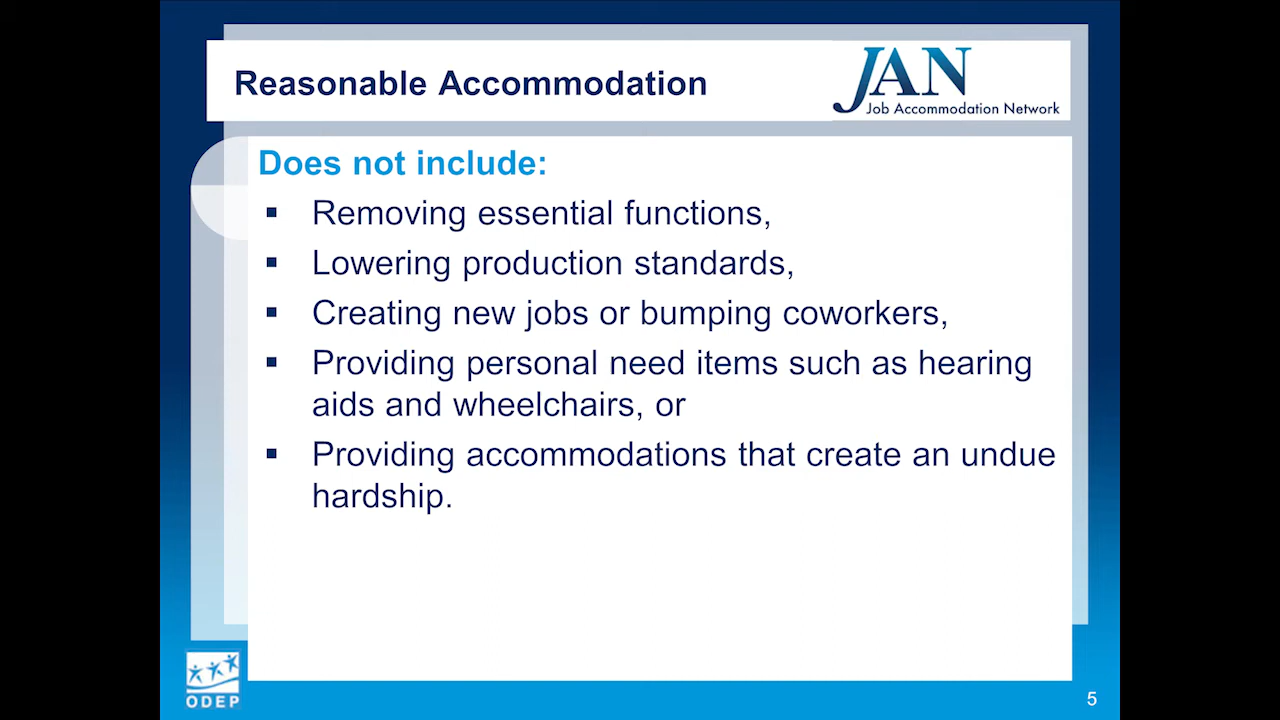 Reasonable Accommodation
JAN
Job Accommodation Network
Does not include:
▪ Removing essential functions,
▪ Lowering production standards,
▪ Creating new jobs or bumping coworkers,
▪ Providing personal need items such as hearing
aids and wheelchairs, or
▪ Providing accommodations that create an undue
hardship.
ODEP
5